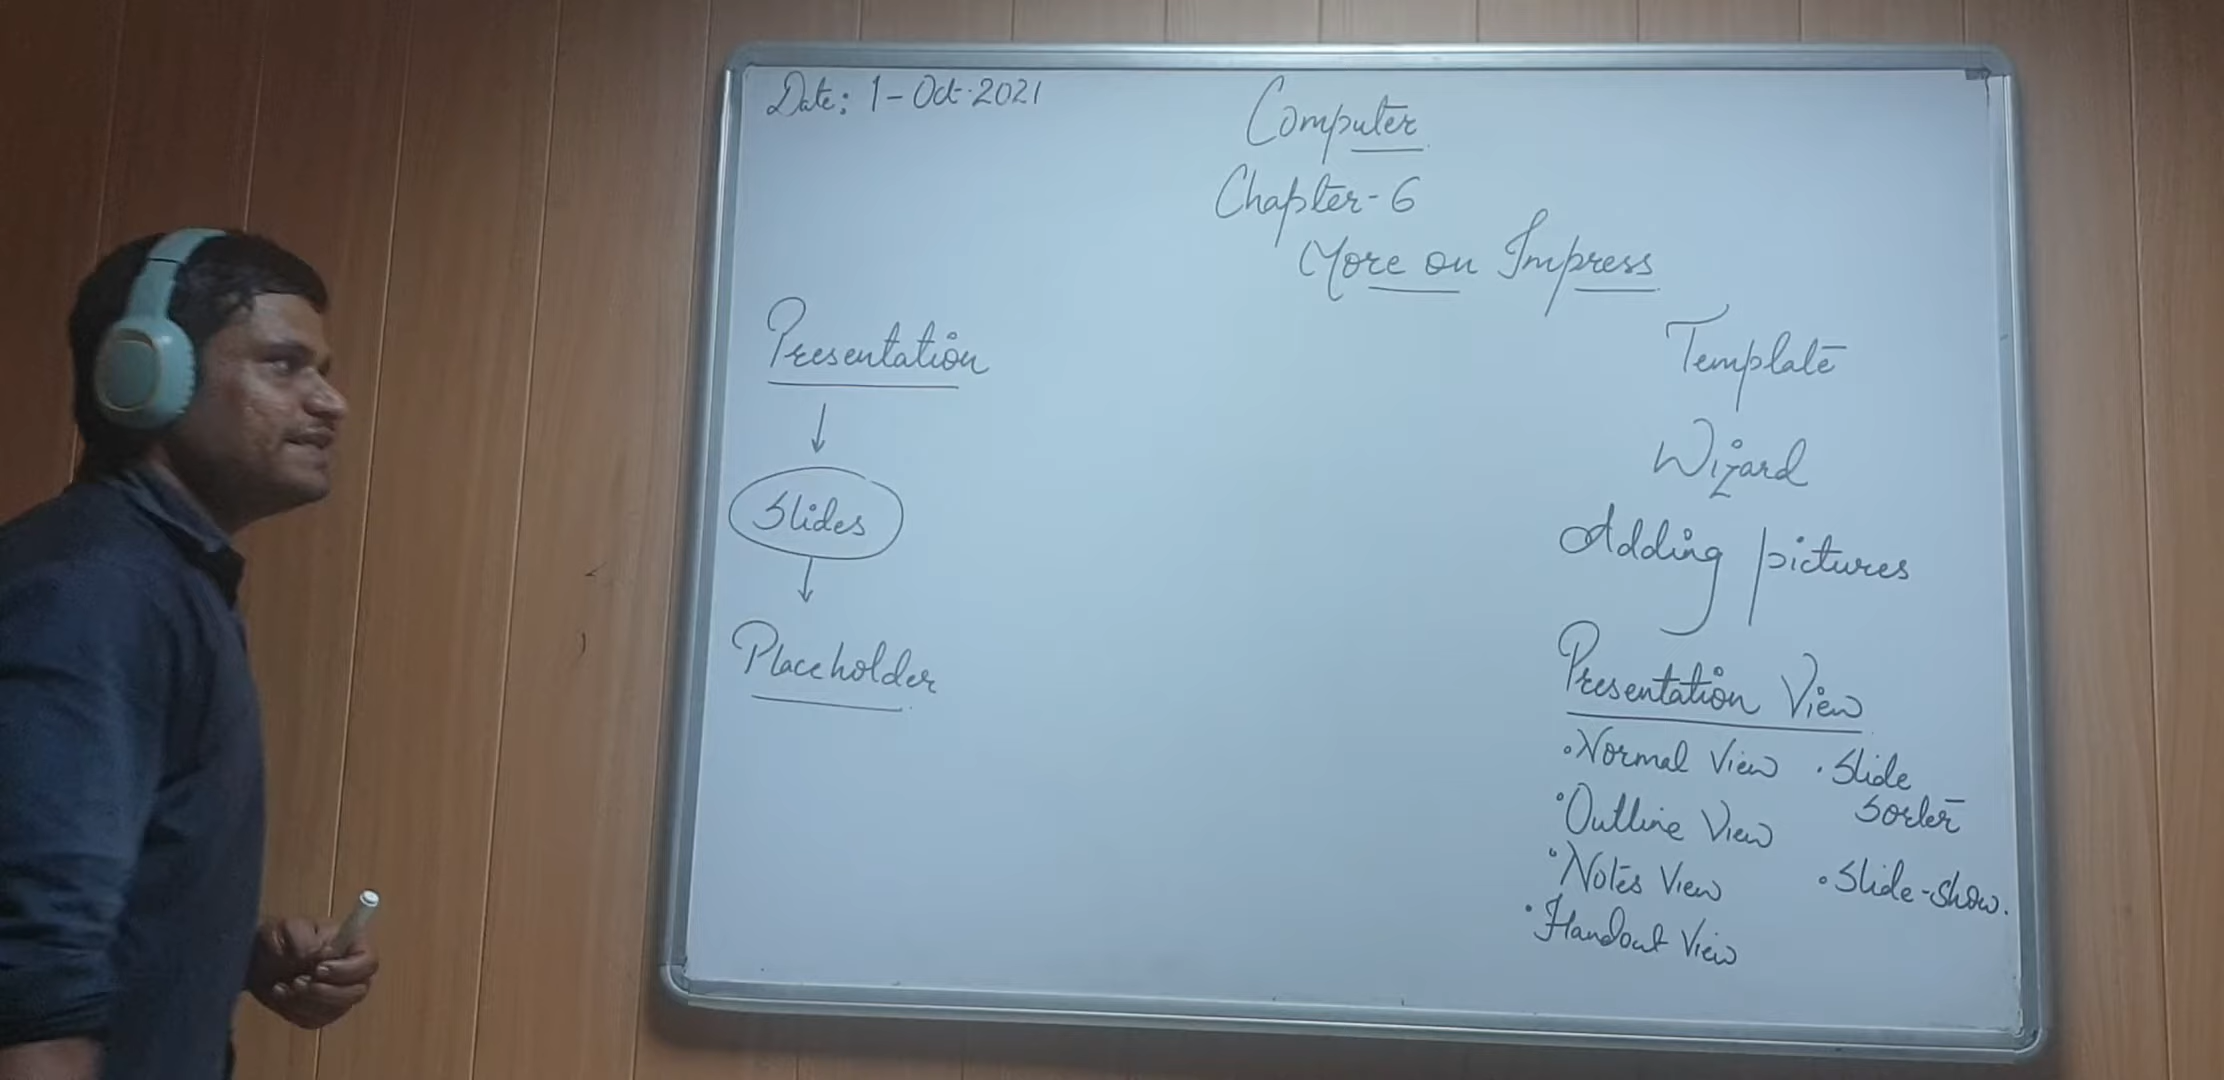 Date: 1-Oct-2021
Computer
Chapter-6
More on Impress
Presentation
↓
Slides
↓
Placeholder
Template
Wizard
Adding pictures
Presentation View
• Normal View
• Outline View
• Notes View
• Handout View
• Slide
Sorter
• Slide-show.